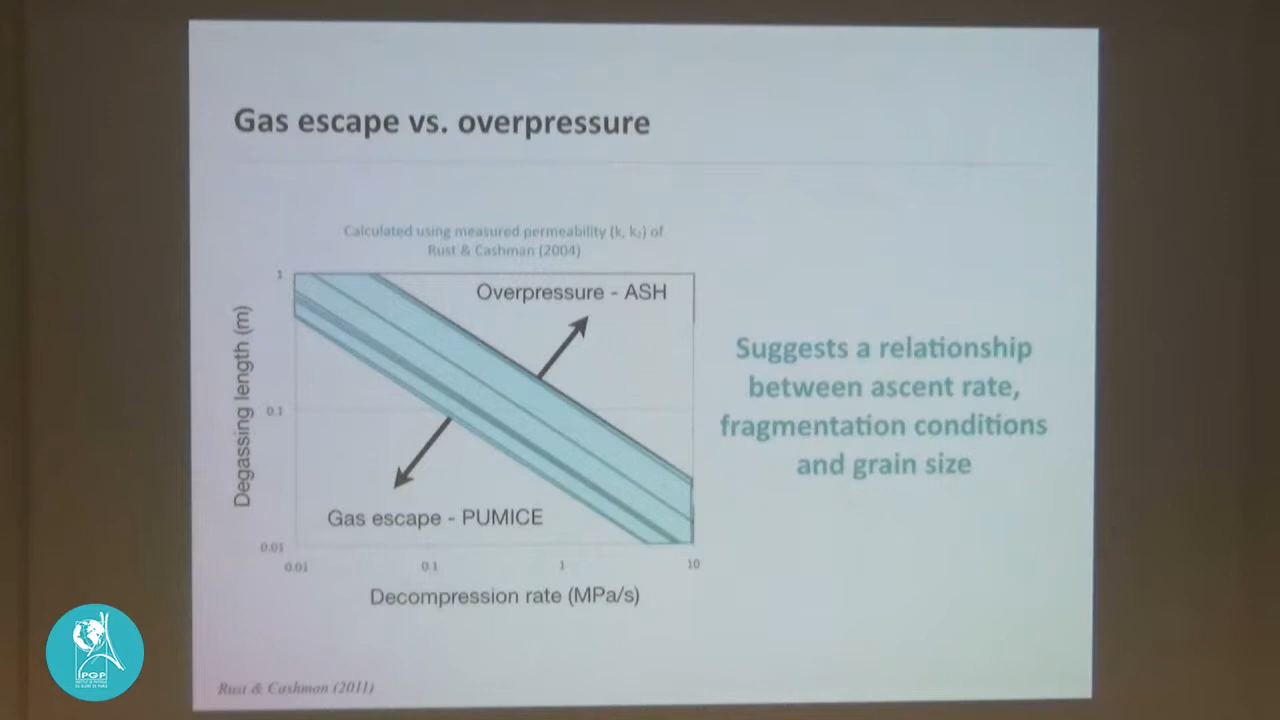 Gas escape vs. overpressure
Calculated using measured permeability (k, k₂) of
Rust & Cashman (2004)
1
Overpressure - ASH
Degassing length (m)
0.1
Gas escape - PUMICE
0.01
0.01
0.1
1
10
Decompression rate (MPa/s)
Suggests a relationship
between ascent rate,
fragmentation conditions
and grain size
Rust & Cashman (2011)
IPGP